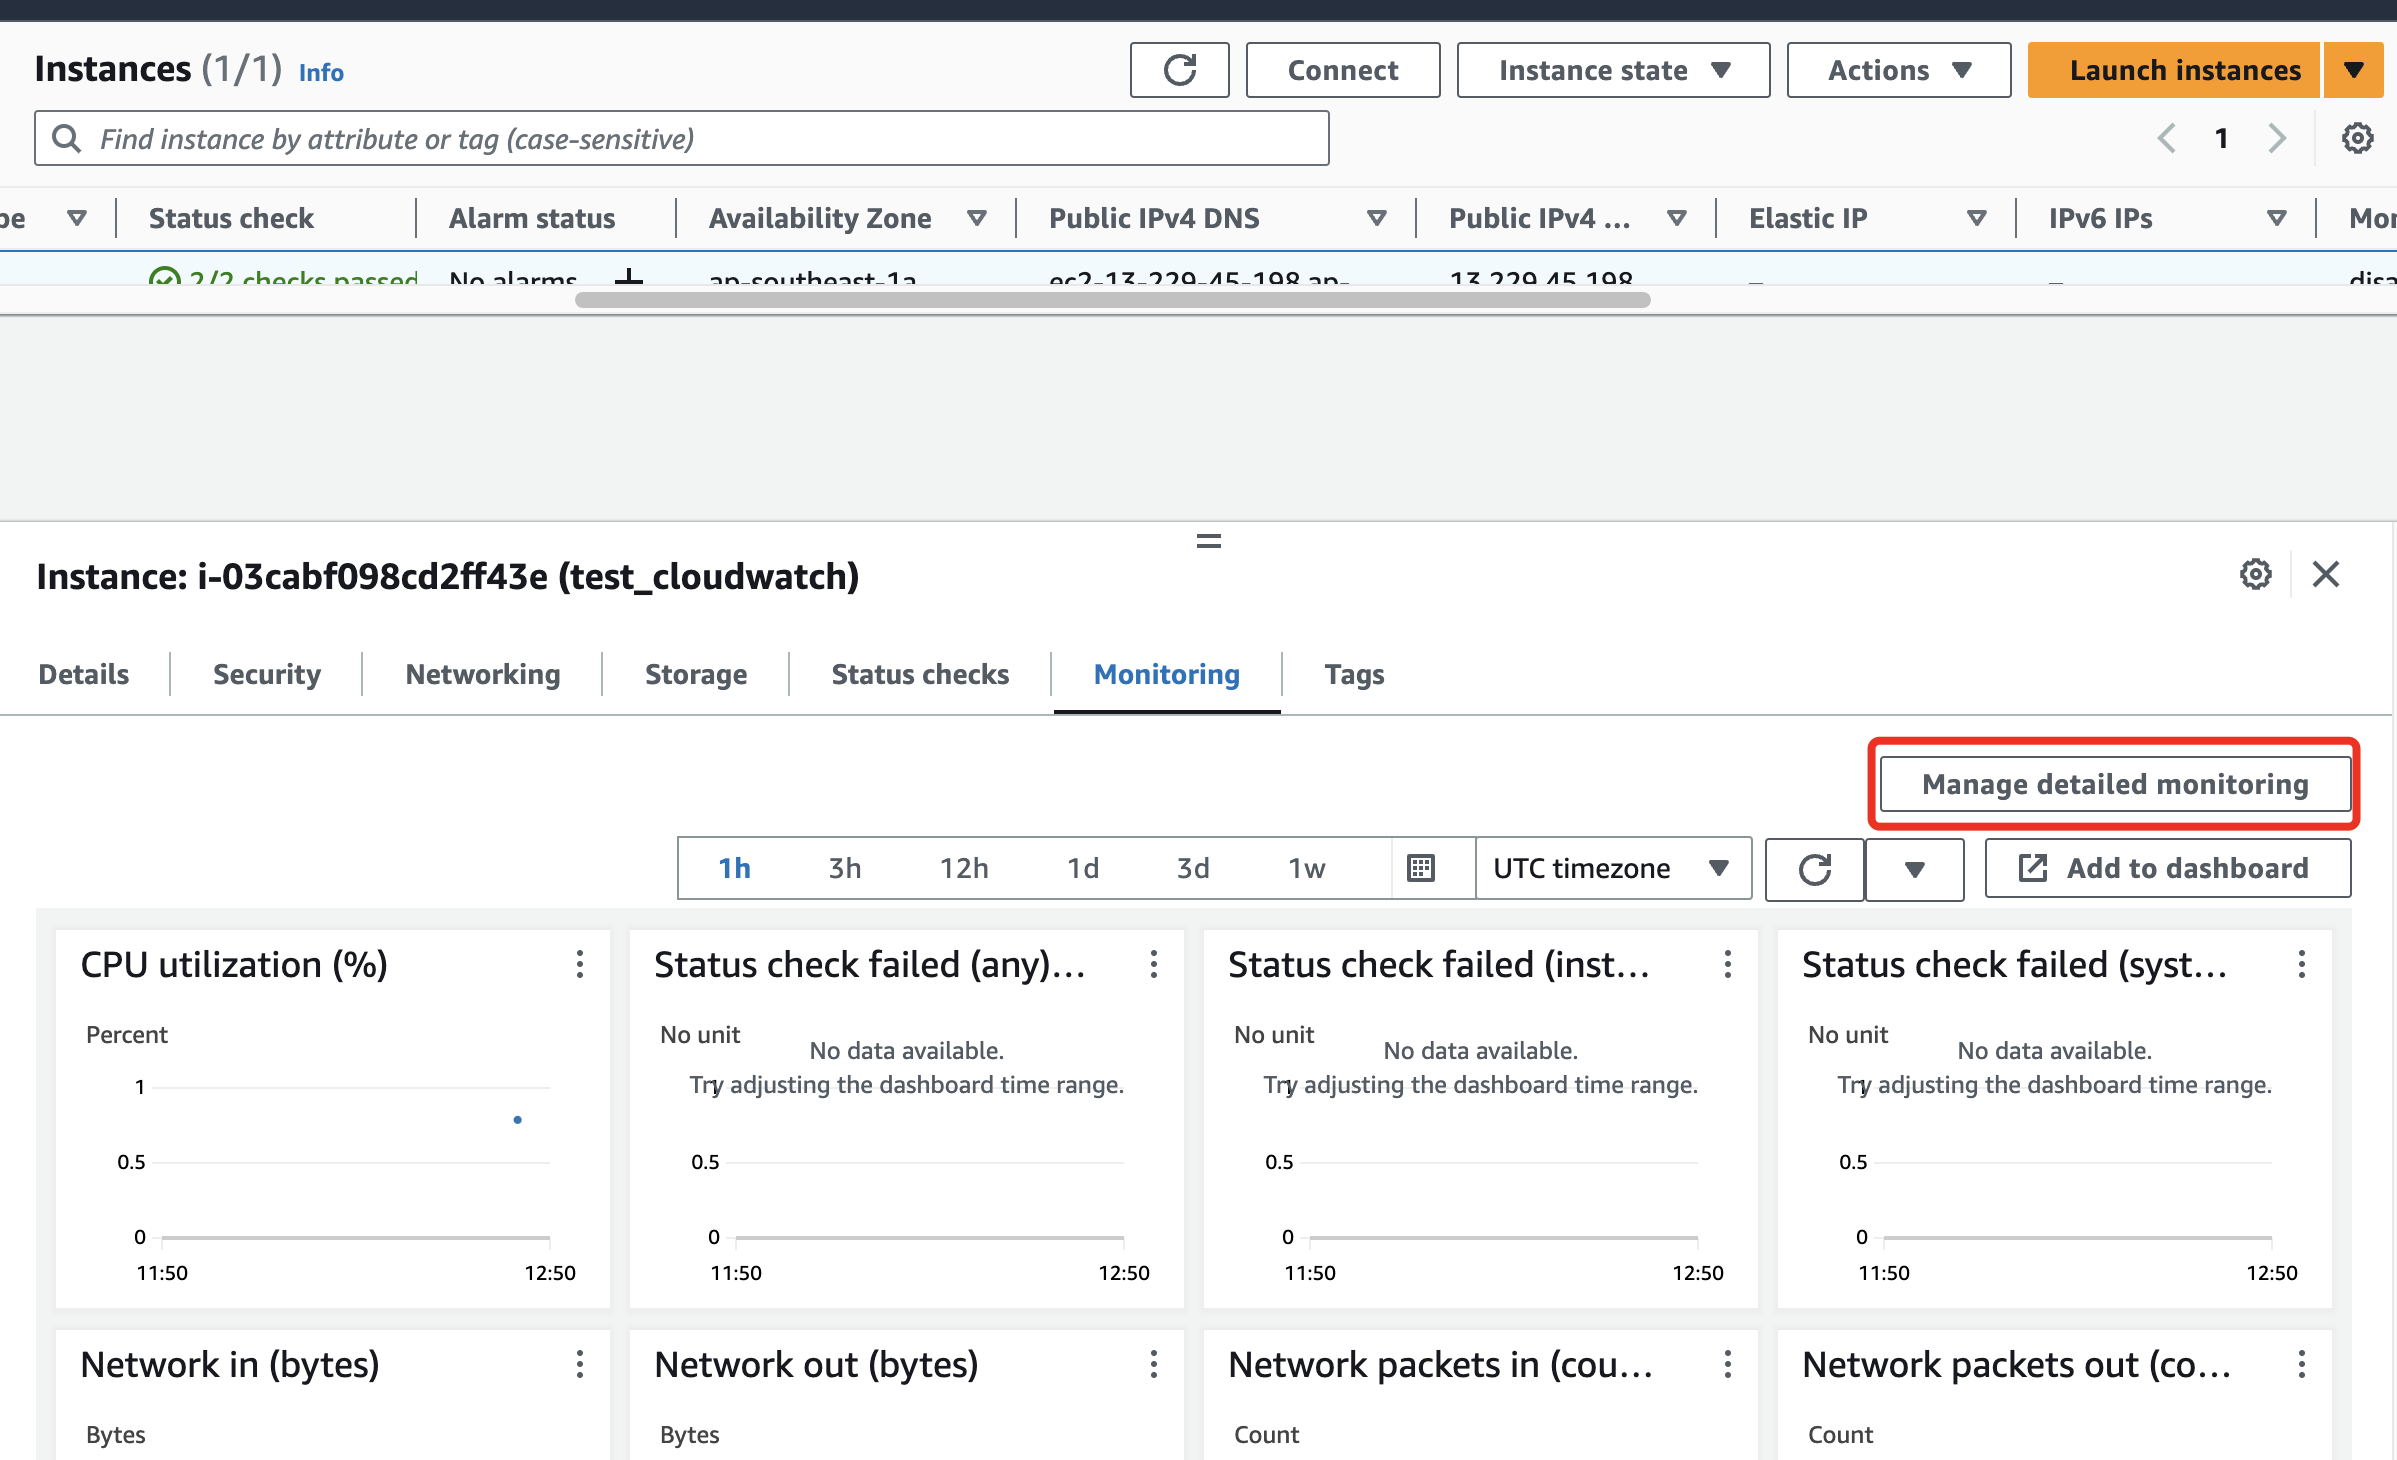 Instances (1/1) Info
Connect
Instance state
Actions
Launch instances
Find instance by attribute or tag (case-sensitive)
1
Status check
Alarm status
Availability Zone
Public IPv4 DNS
Public IPv4 ...
Elastic IP
IPv6 IPs
2/2 checks passed
No alarms
ap-southeast-1a
ec2-13-229-45-198.ap-
13.229.45.198
–
–
Instance: i-03cabf098cd2ff43e (test_cloudwatch)
Details
Security
Networking
Storage
Status checks
Monitoring
Tags
Manage detailed monitoring
1h
3h
12h
1d
3d
1w
UTC timezone
Add to dashboard
CPU utilization (%)
Percent
1
0.5
0
11:50
12:50
Status check failed (any)...
No unit
No data available.
Try adjusting the dashboard time range.
1
0.5
0
11:50
12:50
Status check failed (inst...
No unit
No data available.
Try adjusting the dashboard time range.
1
0.5
0
11:50
12:50
Status check failed (syst...
No unit
No data available.
Try adjusting the dashboard time range.
1
0.5
0
11:50
12:50
Network in (bytes)
Bytes
Network out (bytes)
Bytes
Network packets in (cou...
Count
Network packets out (co...
Count